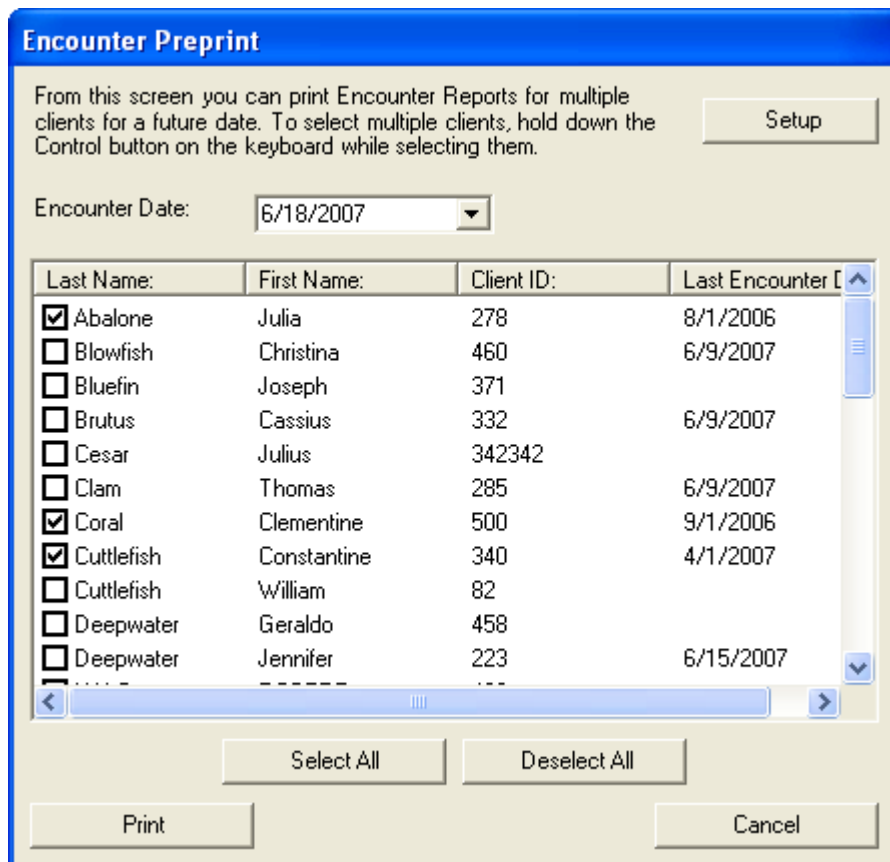 Encounter Preprint
From this screen you can print Encounter Reports for multiple
clients for a future date. To select multiple clients, hold down the
Control button on the keyboard while selecting them.
Setup
Encounter Date: 6/18/2007
Last Name: First Name: Client ID: Last Encounter
Abalone Julia 278 8/1/2006
Blowfish Christina 460 6/9/2007
Bluefin Joseph 371
Brutus Cassius 332 6/9/2007
Cesar Julius 342342
Clam Thomas 285 6/9/2007
Coral Clementine 500 9/1/2006
Cuttlefish Constantine 340 4/1/2007
Cuttlefish William 82
Deepwater Geraldo 458
Deepwater Jennifer 223 6/15/2007
Select All Deselect All
Print Cancel